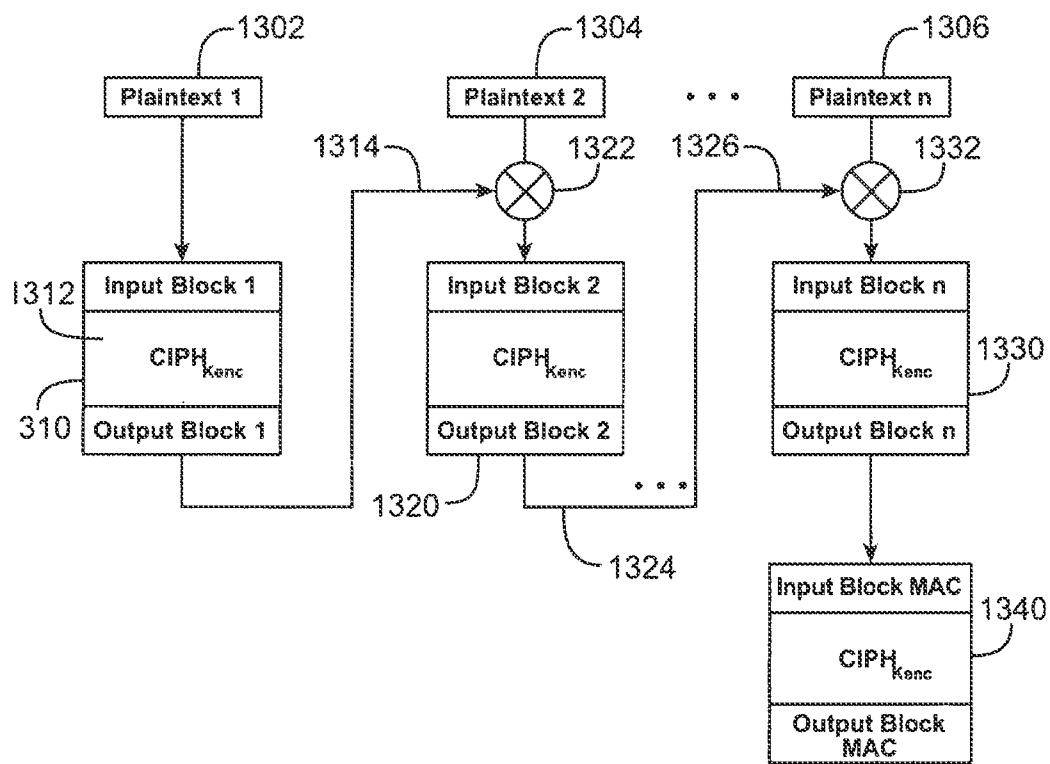 1302
1304
1306
Plaintext 1
Plaintext 2
• • •
Plaintext n
1314
1322
1326
1332
Input Block 1
Input Block 2
Input Block n
1312
CIPHKenc
CIPHKenc
CIPHKenc
1330
310
Output Block 1
Output Block 2
Output Block n
1320
• • •
1324
Input Block MAC
1340
CIPHKenc
Output Block
MAC